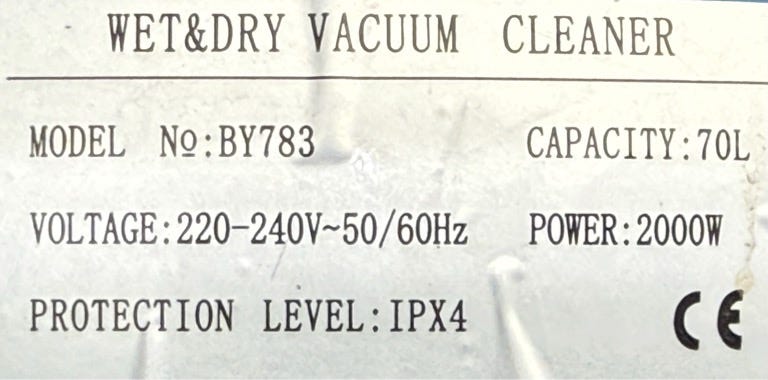 WET&DRY VACUUM CLEANER
MODEL №:BY783 CAPACITY:70L
VOLTAGE:220-240V~50/60Hz POWER:2000W
PROTECTION LEVEL:IPX4 CE